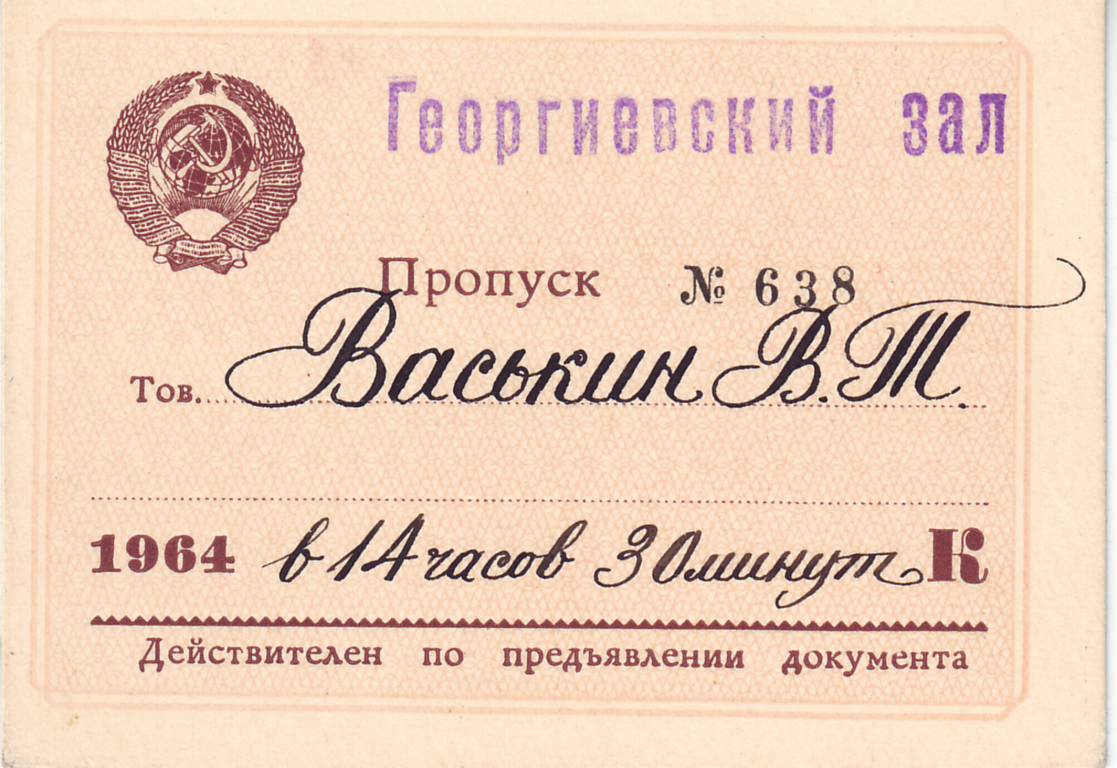 Георгиевский зал
Пропуск № 638
Тов. Васькин В. Т.
1964 в 14 часов 30 минут К
Действителен по предъявлении документа